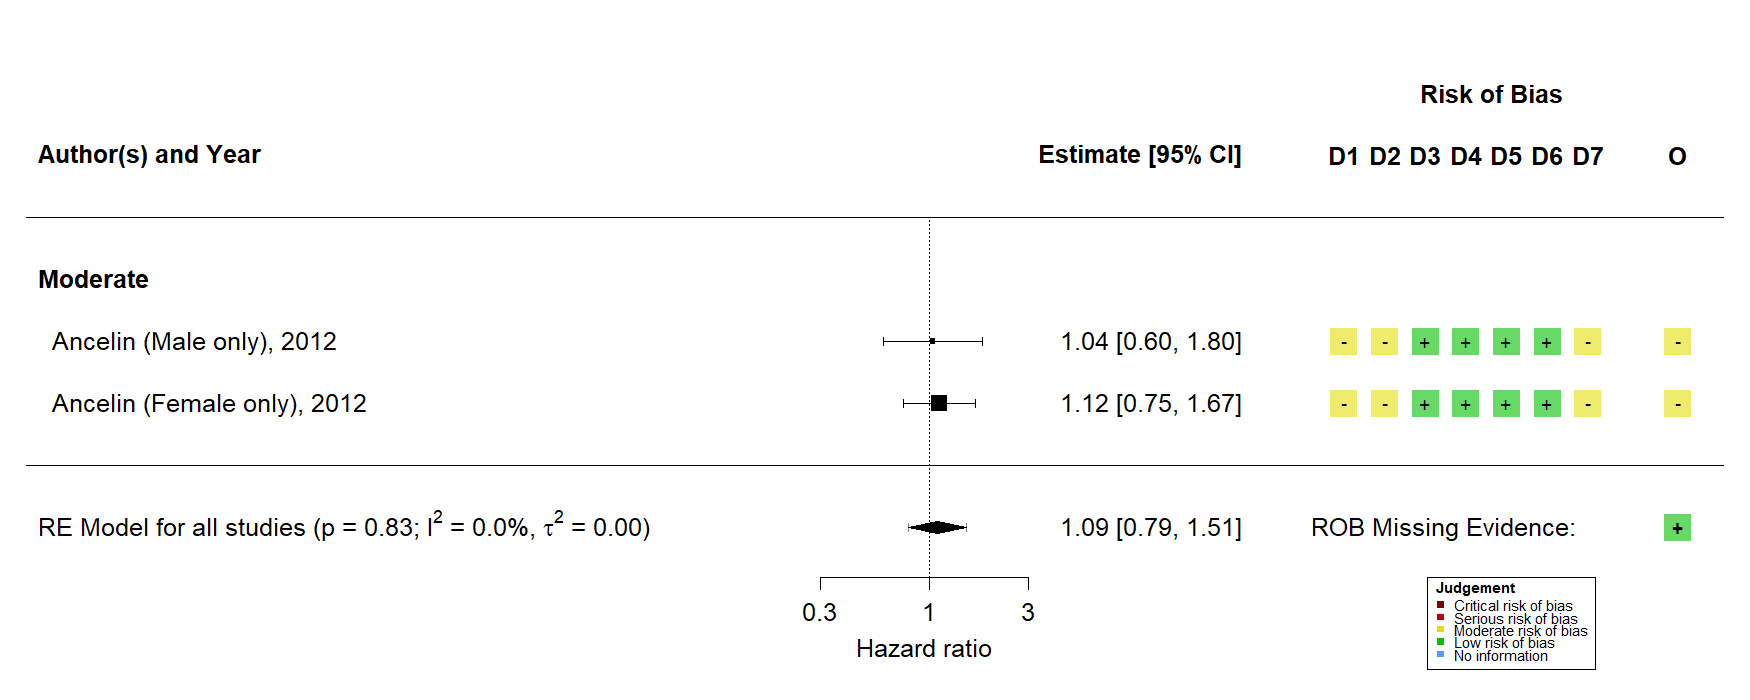 Risk of Bias
Author(s) and Year Estimate [95% CI] D1 D2 D3 D4 D5 D6 D7 O
Moderate
Ancelin (Male only), 2012 1.04 [0.60, 1.80] - - + + + + - -
Ancelin (Female only), 2012 1.12 [0.75, 1.67] - - + + + + - -
RE Model for all studies (p = 0.83; I² = 0.0%, τ² = 0.00) 1.09 [0.79, 1.51] ROB Missing Evidence: +
0.3 1 3
Hazard ratio
Judgement
Critical risk of bias
Serious risk of bias
Moderate risk of bias
Low risk of bias
No information